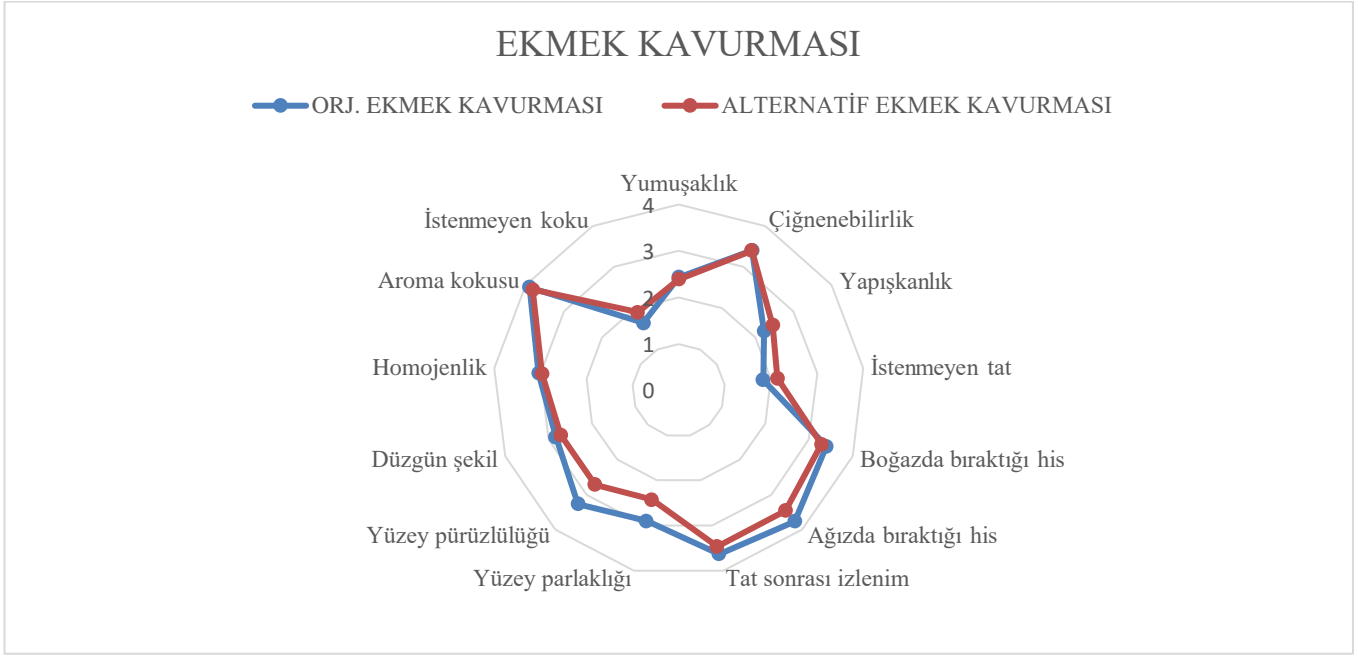 EKMEK KAVURMASI
ORJ. EKMEK KAVURMASI
ALTERNATİF EKMEK KAVURMASI
Yumuşaklık
Çiğnenebilirlik
Yapışkanlık
İstenmeyen tat
Boğazda bıraktığı his
Ağızda bıraktığı his
Tat sonrası izlenim
Yüzey parlaklığı
Yüzey pürüzlülüğü
Düzgün şekil
Homojenlik
Aroma kokusu
İstenmeyen koku
4
3
2
1
0